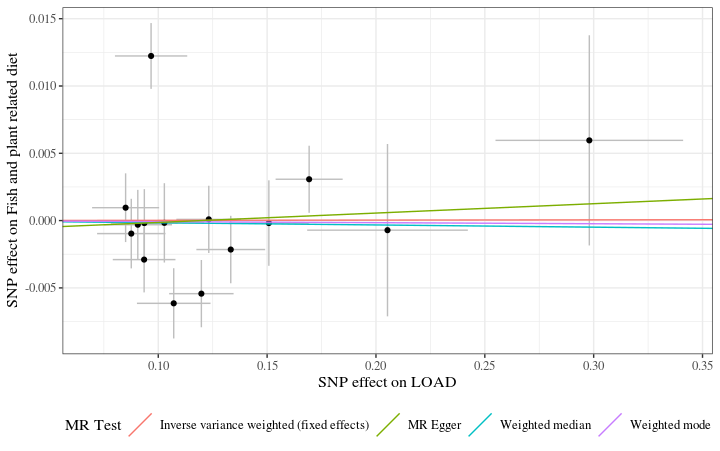 SNP effect on Fish and plant related diet
0.015
0.010
0.005
0.000
-0.005
0.10 0.15 0.20 0.25 0.30 0.35
SNP effect on LOAD
MR Test Inverse variance weighted (fixed effects) MR Egger Weighted median Weighted mode